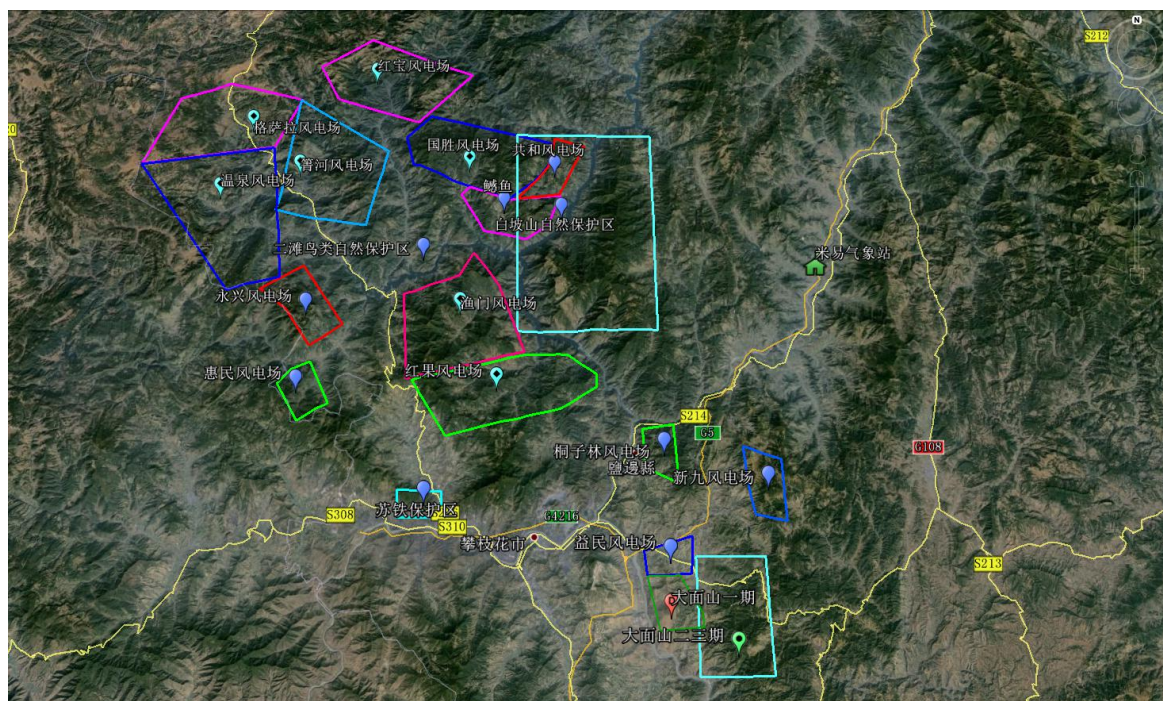 N
S212
红宝风电场
格萨拉风电场
国胜风电场
共和风电场
箐河风电场
温泉风电场
鳡鱼
白坡山自然保护区
二滩鸟类自然保护区
米易气象站
永兴风电场
渔门风电场
惠民风电场
红果风电场
S214
G5
G108
桐子林风电场
鹽邊縣
新九风电场
苏铁保护区
S308
S310
G4216
攀枝花市
益民风电场
S213
大面山一期
大面山二三期